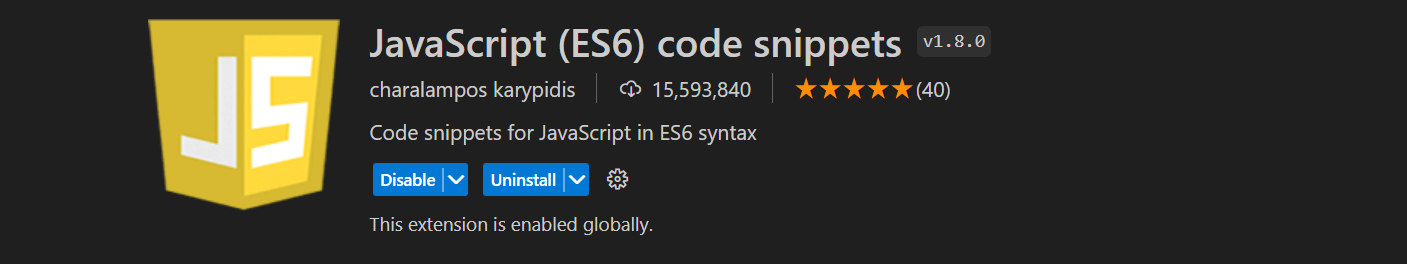 JS
JavaScript (ES6) code snippets v1.8.0
charalampos karypidis 15,593,840 ★★★★★(40)
Code snippets for JavaScript in ES6 syntax
Disable Uninstall
This extension is enabled globally.